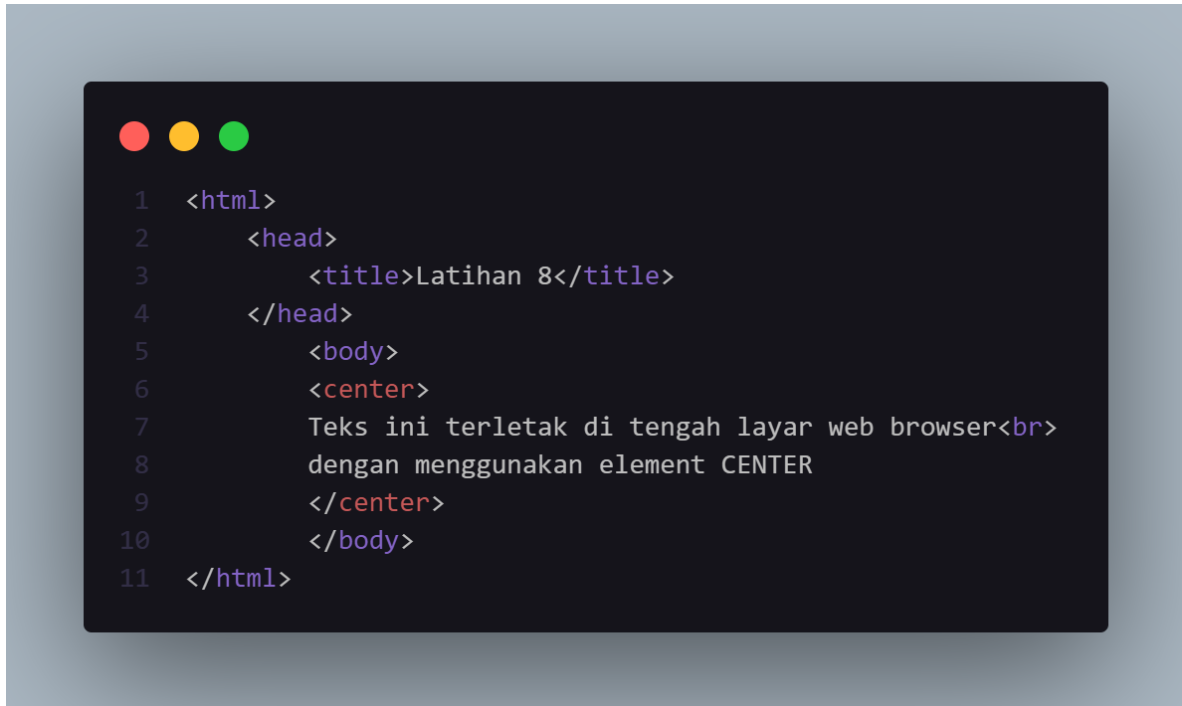 1 <html>
2 <head>
3 <title>Latihan 8</title>
4 </head>
5 <body>
6 <center>
7 Teks ini terletak di tengah layar web browser<br>
8 dengan menggunakan element CENTER
9 </center>
10 </body>
11 </html>